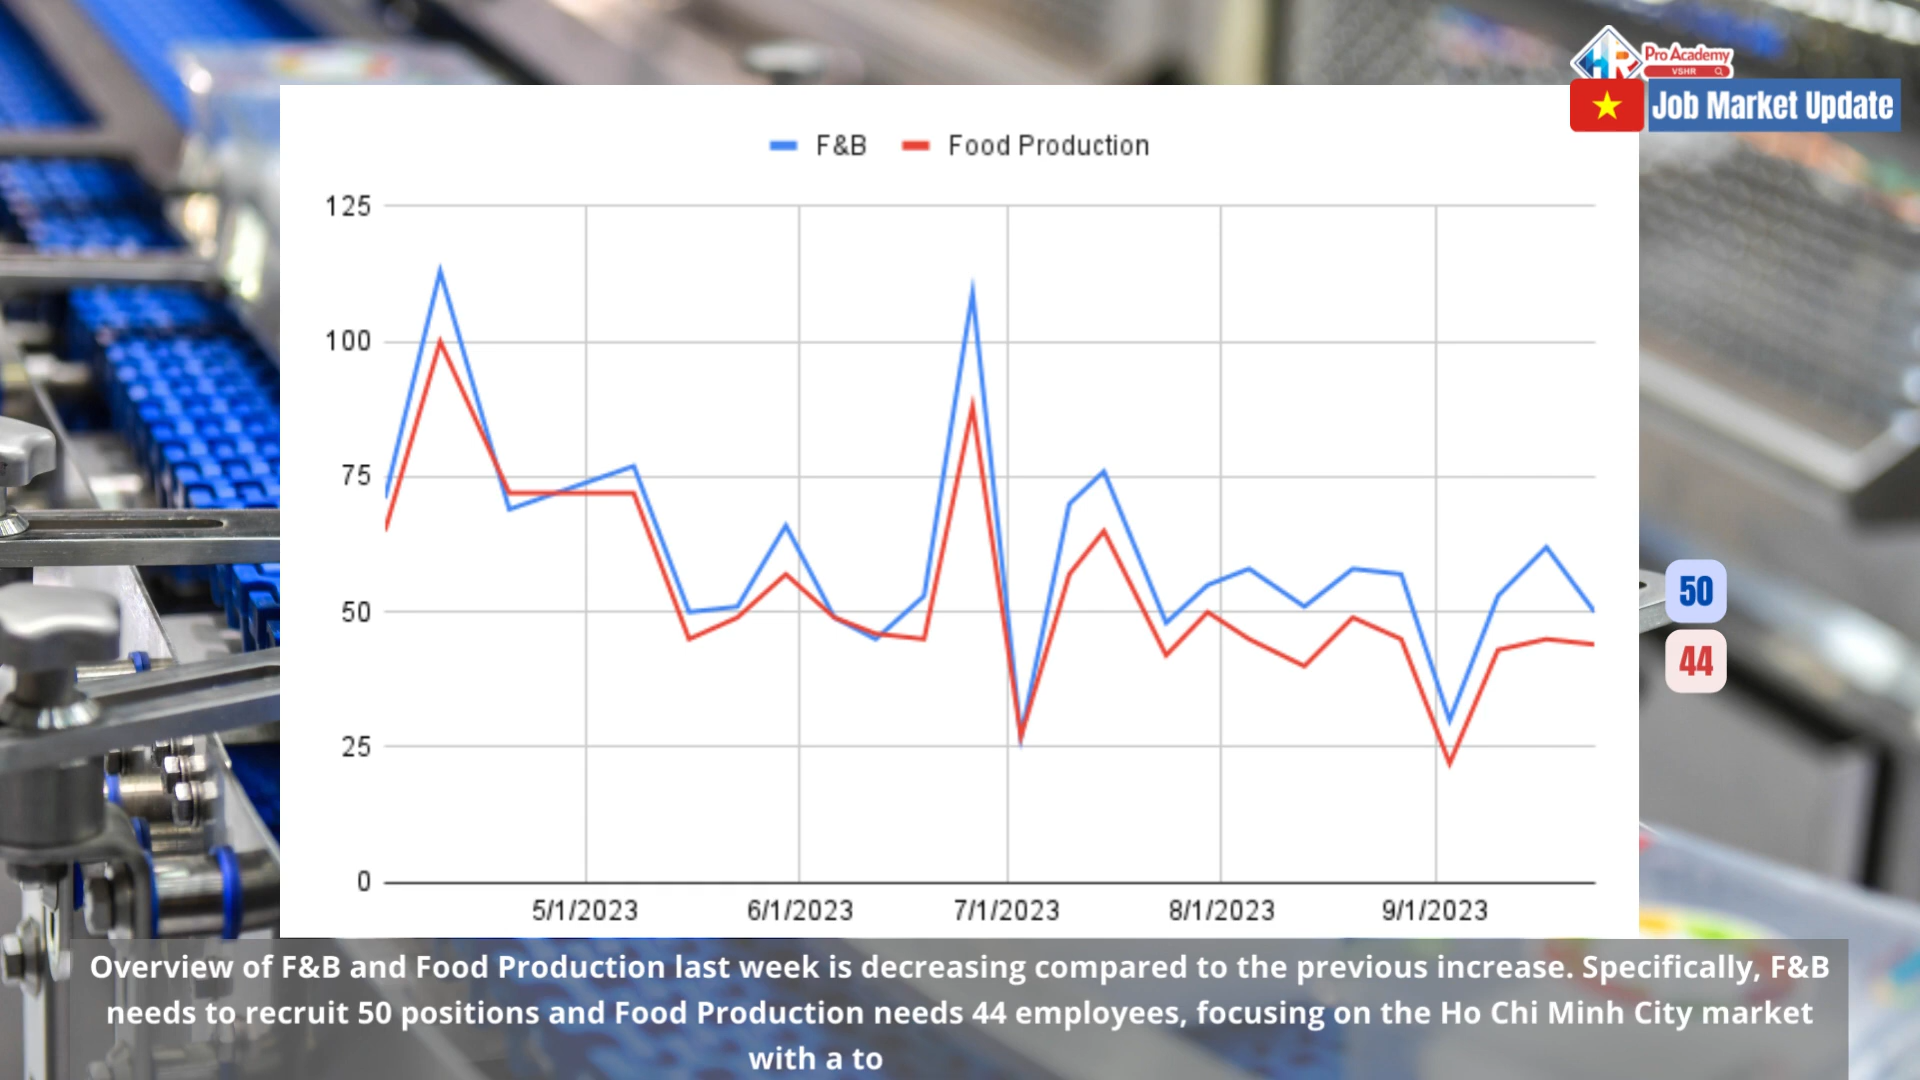 HR Pro Academy
VSHR
Job Market Update
F&B Food Production
125
100
75
50
25
0
5/1/2023 6/1/2023 7/1/2023 8/1/2023 9/1/2023
50
44
Overview of F&B and Food Production last week is decreasing compared to the previous increase. Specifically, F&B
needs to recruit 50 positions and Food Production needs 44 employees, focusing on the Ho Chi Minh City market
with a to